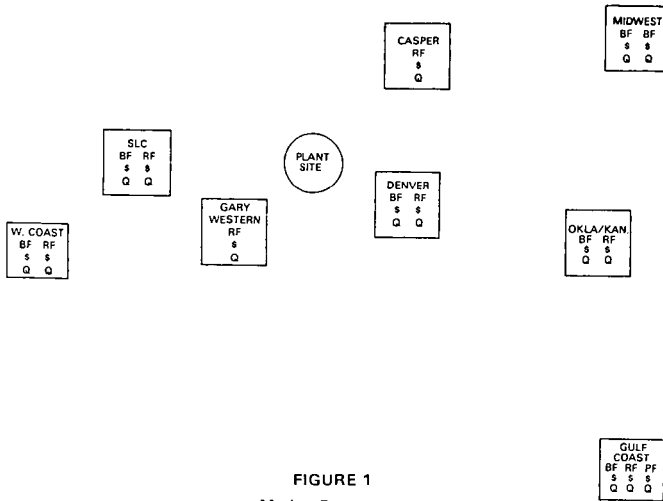 MIDWEST
BF BF
$ $
Q Q
CASPER
RF
$
Q
SLC
BF RF
$ $
Q Q
PLANT
SITE
DENVER
BF RF
$ $
Q Q
GARY
WESTERN
RF
$
Q
W. COAST
BF RF
$ $
Q Q
OKLA/KAN.
BF RF
$ $
Q Q
GULF
COAST
BF RF PF
$ $ $
Q Q Q
FIGURE 1